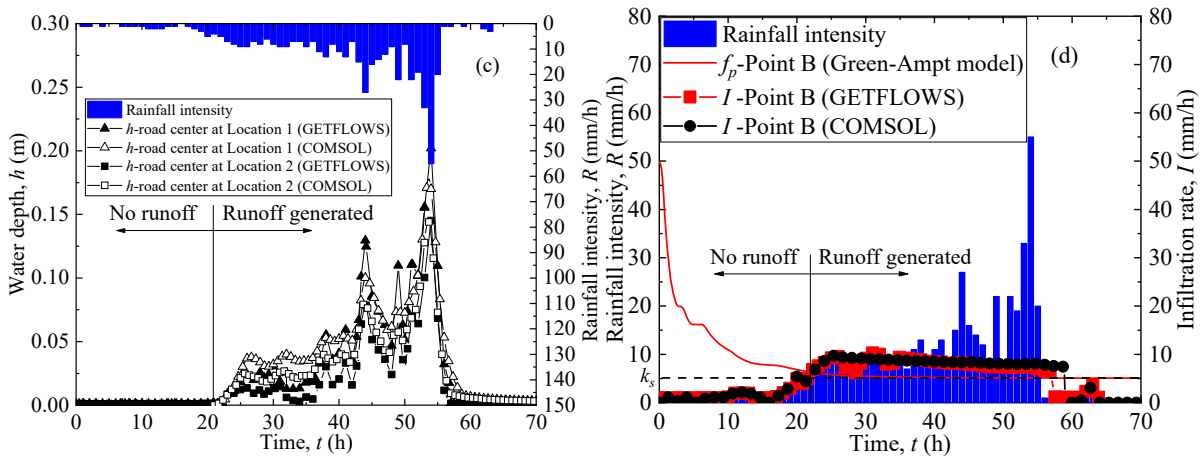 0.30
0.25
0.20
0.15
0.10
0.05
0.00
Water depth, h (m)
0 10 20 30 40 50 60 70
Time, t (h)
0
10
20
30
40
50
60
70
80
90
100
110
120
130
140
150
Rainfall intensity, R (mm/h)
(c)
Rainfall intensity
h-road center at Location 1 (GETFLOWS)
h-road center at Location 1 (COMSOL)
h-road center at Location 2 (GETFLOWS)
h-road center at Location 2 (COMSOL)
No runoff
Runoff generated
Rainfall intensity, R (mm/h)
80
70
60
50
40
30
20
10
0
kₛ
(d)
Rainfall intensity
fₚ-Point B (Green-Ampt model)
I -Point B (GETFLOWS)
I -Point B (COMSOL)
No runoff
Runoff generated
0 10 20 30 40 50 60 70
Time, t (h)
80
70
60
50
40
30
20
10
0
Infiltration rate, I (mm/h)